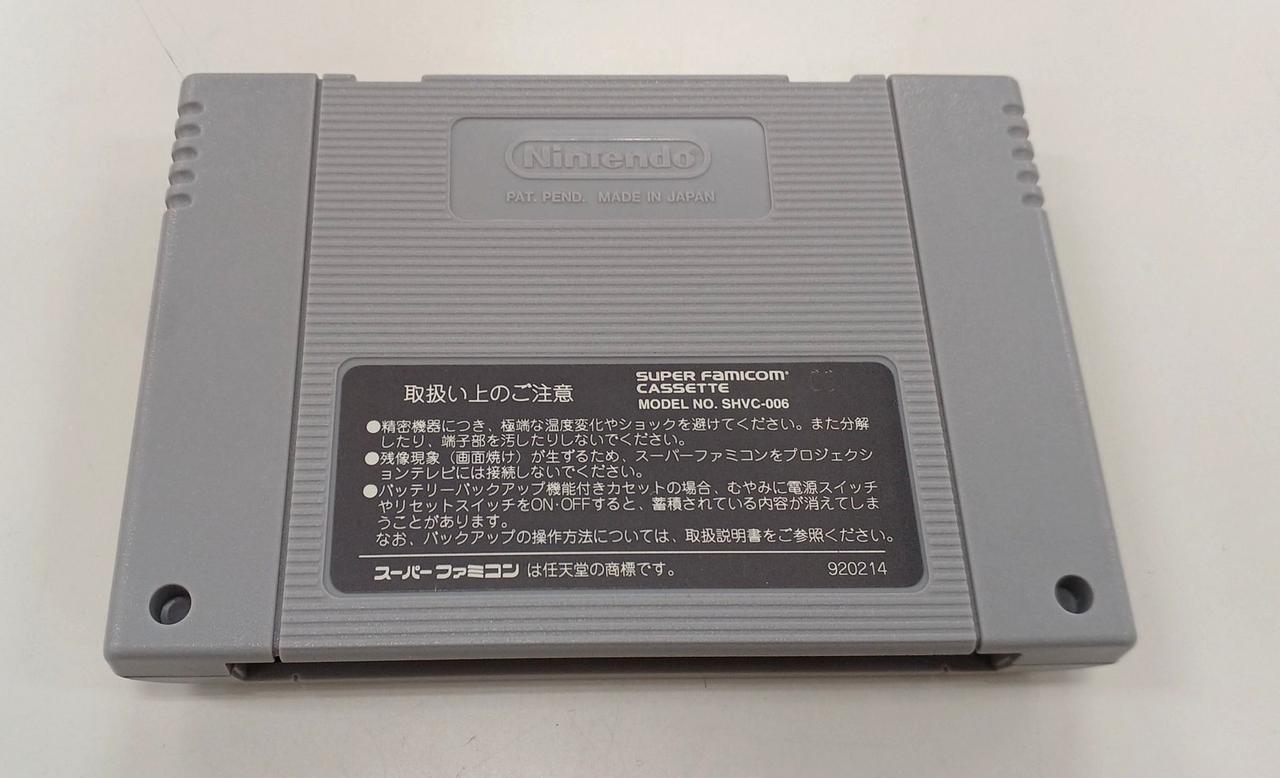 Nintendo®
PAT. PEND. MADE IN JAPAN
取扱い上のご注意
SUPER FAMICOM®
CASSETTE
MODEL NO. SHVC-006
●精密機器につき、極端な温度変化やショックを避けてください。また分解
したり、端子部を汚したりしないでください。
●残像現象(画面焼け)が生ずるため、スーパーファミコンをプロジェクシ
ョンテレビには接続しないでください。
●バッテリーバックアップ機能付きカセットの場合、むやみに電源スイッチ
やリセットスイッチをON・OFFすると、蓄積されている内容が消えてしま
うことがあります。
なお、バックアップの操作方法については、取扱説明書をご参照ください。
スーパーファミコン は任天堂の商標です。
920214